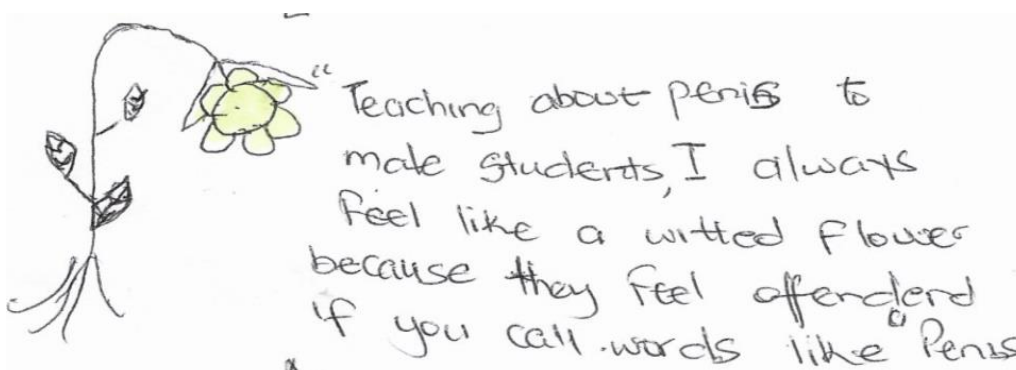 "Teaching about penis to
male students, I always
feel like a witted flower
because they feel offenderd
if you call words like "Penis